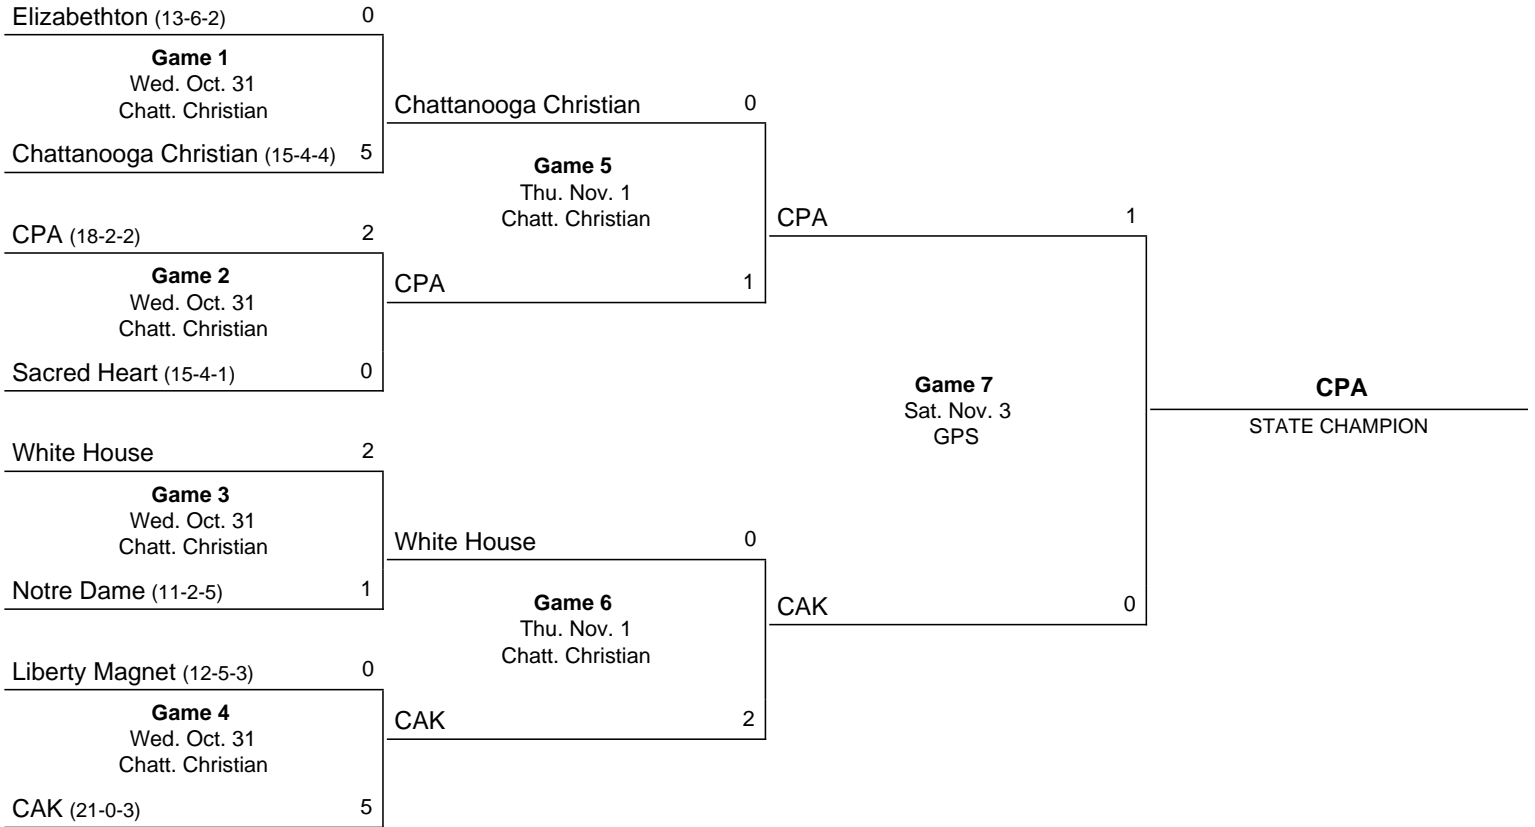 Elizabethton (13-6-2) 0
Game 1
Wed. Oct. 31
Chatt. Christian
Chattanooga Christian (15-4-4) 5
CPA (18-2-2) 2
Game 2
Wed. Oct. 31
Chatt. Christian
Sacred Heart (15-4-1) 0
White House 2
Game 3
Wed. Oct. 31
Chatt. Christian
Notre Dame (11-2-5) 1
Liberty Magnet (12-5-3) 0
Game 4
Wed. Oct. 31
Chatt. Christian
CAK (21-0-3) 5
Chattanooga Christian 0
Game 5
Thu. Nov. 1
Chatt. Christian
CPA 1
White House 0
Game 6
Thu. Nov. 1
Chatt. Christian
CAK 2
CPA 1
Game 7
Sat. Nov. 3
GPS
CAK 0
CPA
STATE CHAMPION